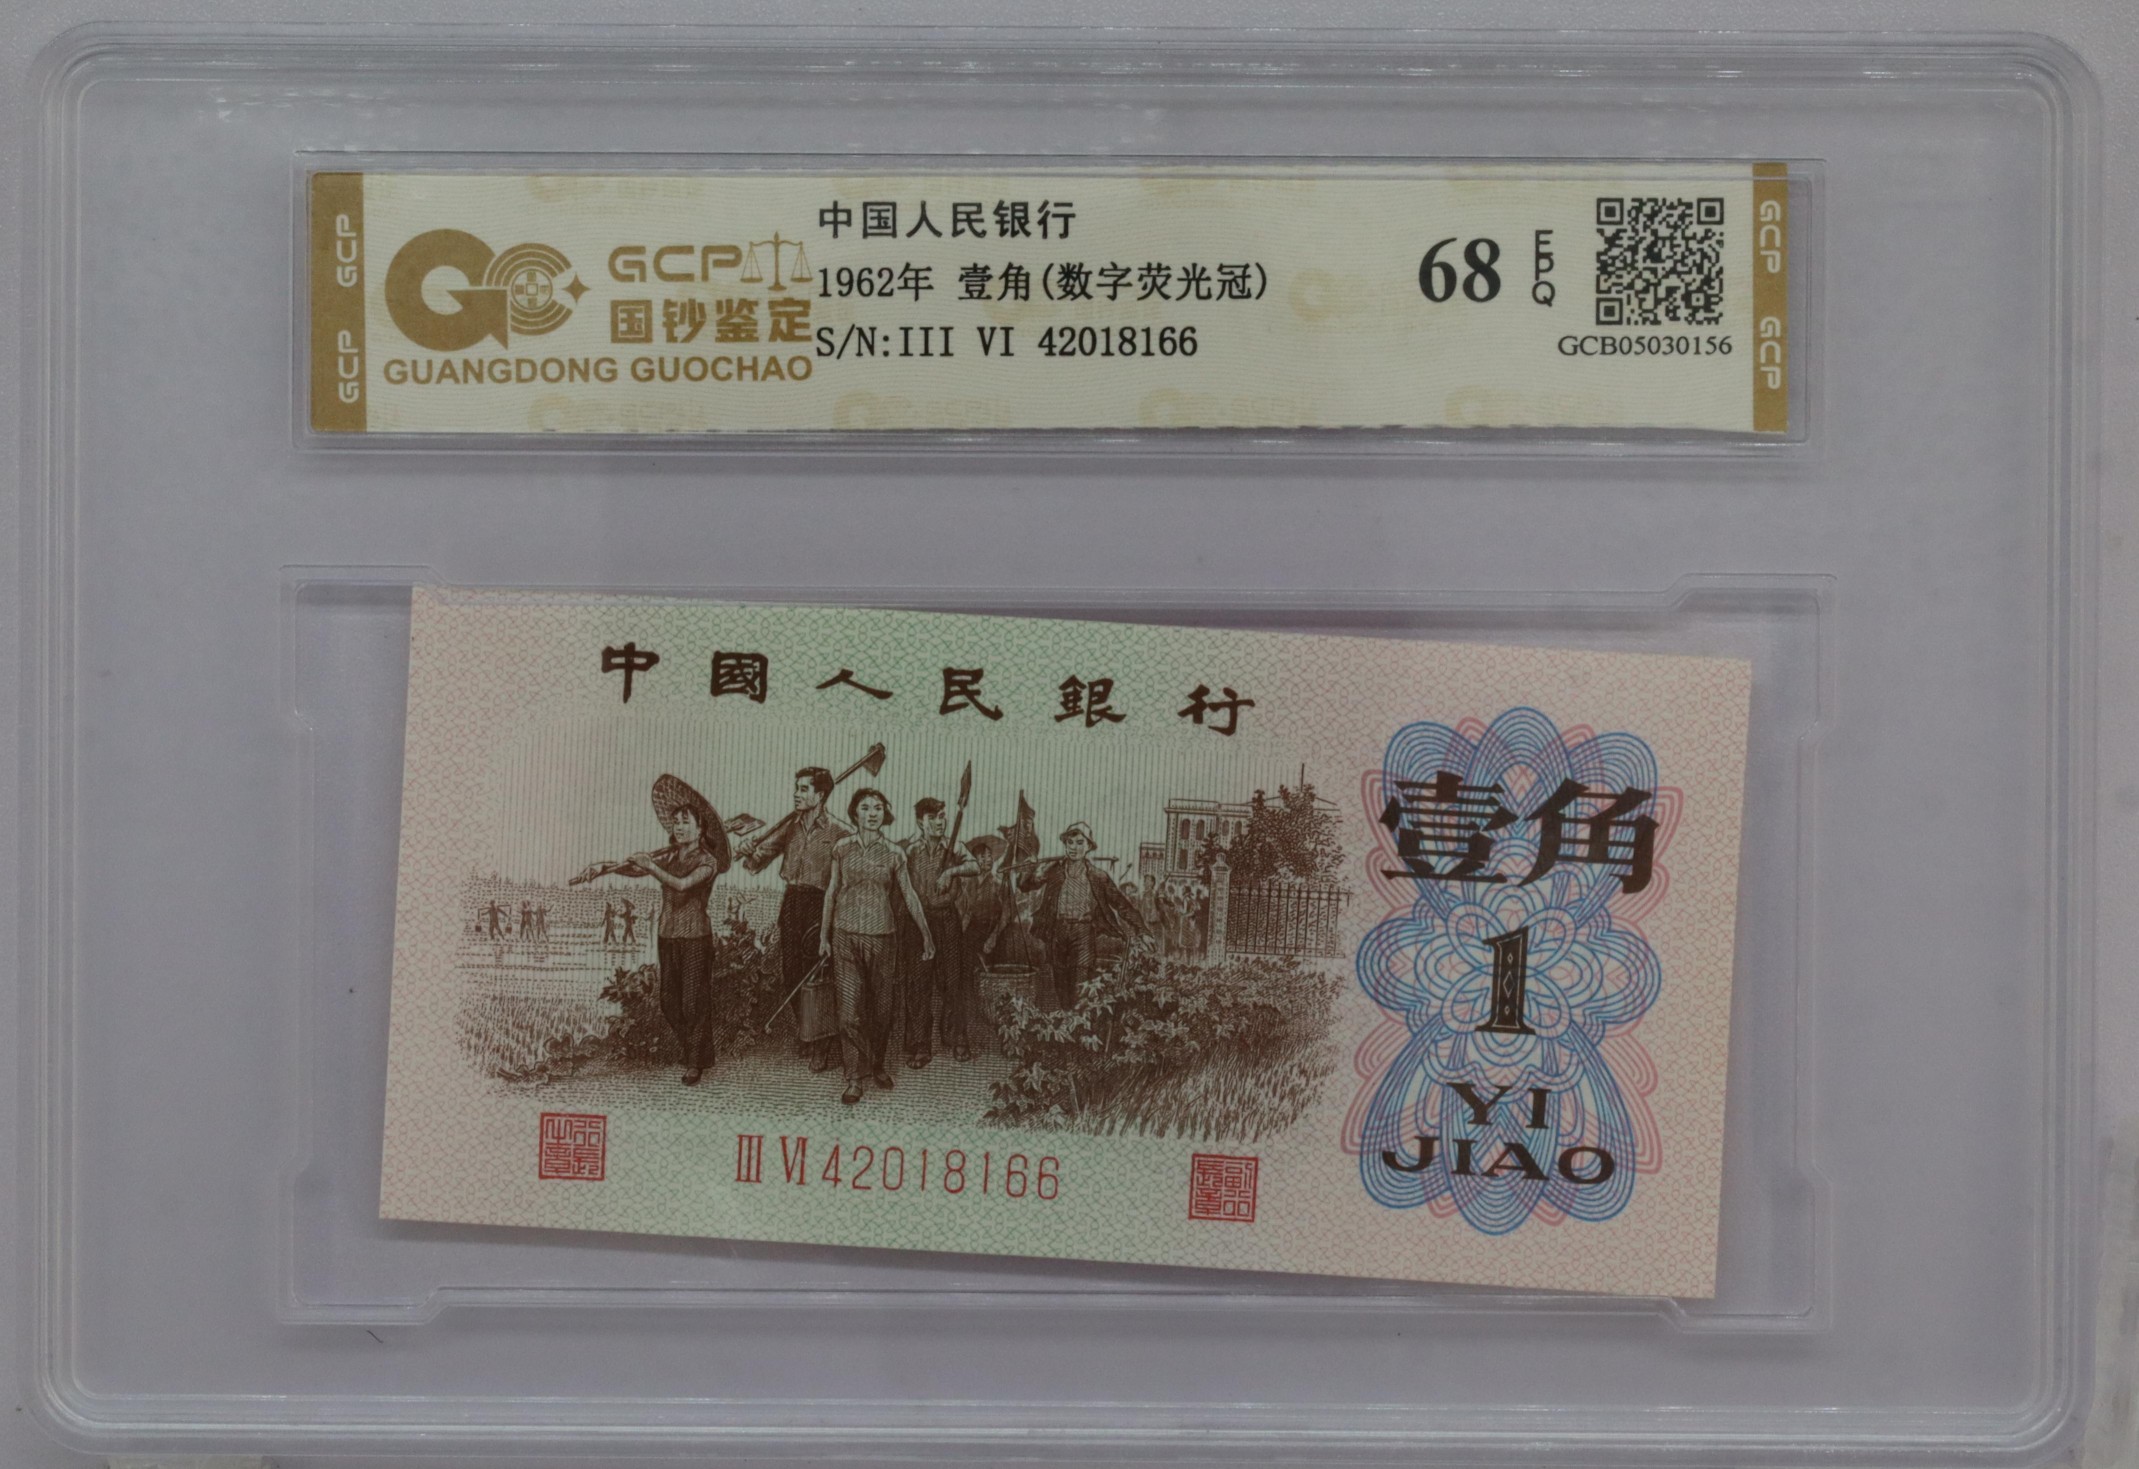 GCP
GCP
GCP
国钞鉴定
GUANGDONG GUOCHAO
中国人民银行
1962年 壹角(数字荧光冠)
S/N:III VI 42018166
68
EPQ
GCB05030156
GCP
GCP
中國人民銀行
壹角
1
YI
JIAO
III VI 42018166